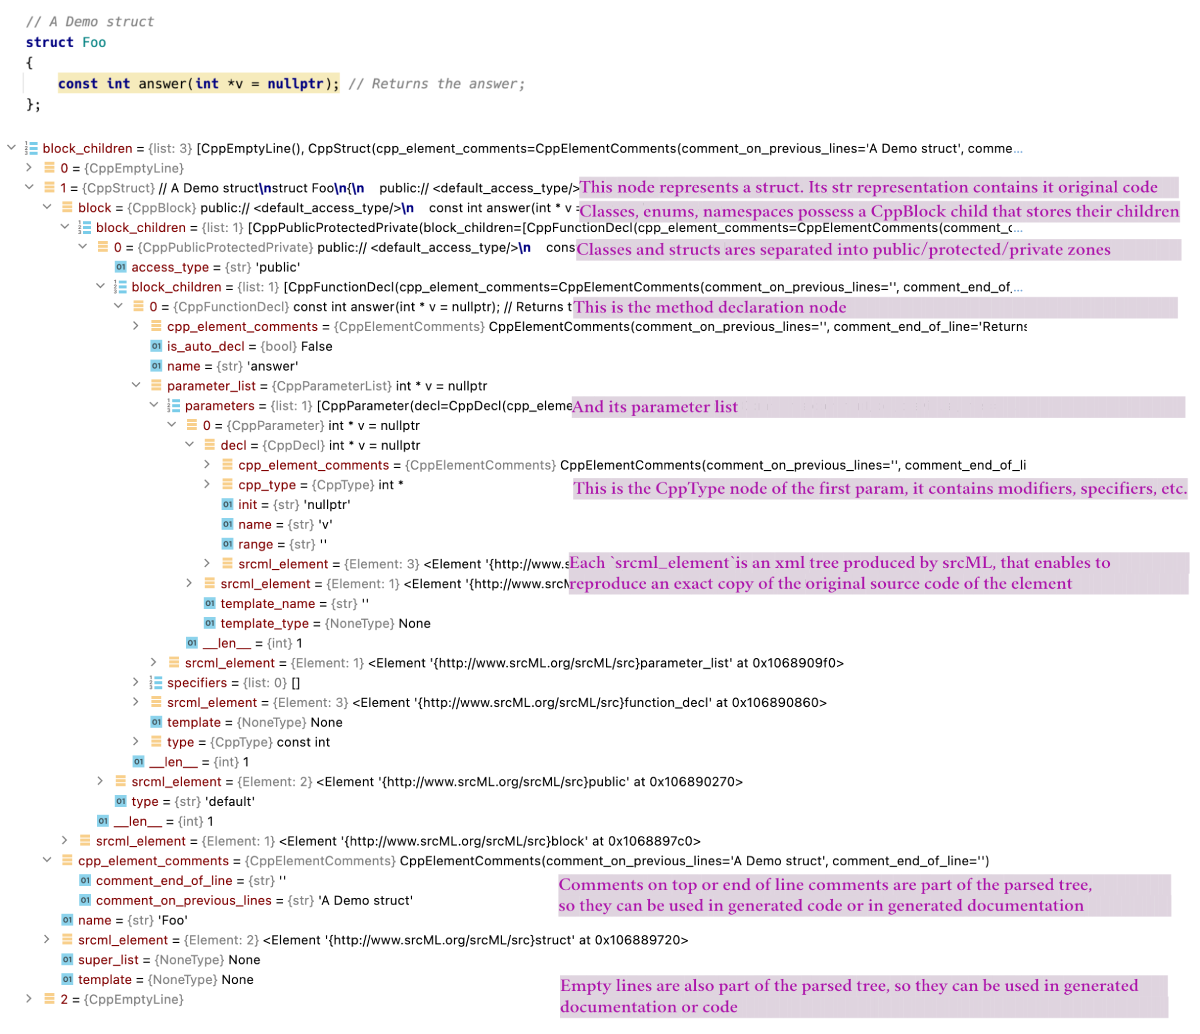 // A Demo struct
struct Foo
{
const int answer(int *v = nullptr); // Returns the answer;
};
block_children = {list: 3} [CppEmptyLine(), CppStruct(cpp_element_comments=CppElementComments(comment_on_previous_lines='A Demo struct', comme...
0 = {CppEmptyLine}
1 = {CppStruct} // A Demo struct\nstruct Foo\n{\n    public:// <default_access_type/> This node represents a struct. Its str representation contains it original code
block = {CppBlock} public:// <default_access_type/>\n    const int answer(int * v = Classes, enums, namespaces possess a CppBlock child that stores their children
block_children = {list: 1} [CppPublicProtectedPrivate(block_children=[CppFunctionDecl(cpp_element_comments=CppElementComments(comment_c...
0 = {CppPublicProtectedPrivate} public:// <default_access_type/>\n    cons Classes and structs ares separated into public/protected/private zones
access_type = {str} 'public'
block_children = {list: 1} [CppFunctionDecl(cpp_element_comments=CppElementComments(comment_on_previous_lines='', comment_end_of_...
0 = {CppFunctionDecl} const int answer(int * v = nullptr); // Returns t This is the method declaration node
cpp_element_comments = {CppElementComments} CppElementComments(comment_on_previous_lines='', comment_end_of_line='Returns
is_auto_decl = {bool} False
name = {str} 'answer'
parameter_list = {CppParameterList} int * v = nullptr
parameters = {list: 1} [CppParameter(decl=CppDecl(cpp_eleme And its parameter list
0 = {CppParameter} int * v = nullptr
decl = {CppDecl} int * v = nullptr
cpp_element_comments = {CppElementComments} CppElementComments(comment_on_previous_lines='', comment_end_of_li
cpp_type = {CppType} int * This is the CppType node of the first param, it contains modifiers, specifiers, etc.
init = {str} 'nullptr'
name = {str} 'v'
range = {str} ''
srcml_element = {Element: 3} <Element '{http://www.s Each `srcml_element`is an xml tree produced by srcML, that enables to
srcml_element = {Element: 1} <Element '{http://www.srcM reproduce an exact copy of the original source code of the element
template_name = {str} ''
template_type = {NoneType} None
__len__ = {int} 1
srcml_element = {Element: 1} <Element '{http://www.srcML.org/srcML/src}parameter_list' at 0x1068909f0>
specifiers = {list: 0} []
srcml_element = {Element: 3} <Element '{http://www.srcML.org/srcML/src}function_decl' at 0x106890860>
template = {NoneType} None
type = {CppType} const int
__len__ = {int} 1
srcml_element = {Element: 2} <Element '{http://www.srcML.org/srcML/src}public' at 0x106890270>
type = {str} 'default'
__len__ = {int} 1
srcml_element = {Element: 1} <Element '{http://www.srcML.org/srcML/src}block' at 0x1068897c0>
cpp_element_comments = {CppElementComments} CppElementComments(comment_on_previous_lines='A Demo struct', comment_end_of_line='')
comment_end_of_line = {str} ''
Comments on top or end of line comments are part of the parsed tree,
comment_on_previous_lines = {str} 'A Demo struct'
so they can be used in generated code or in generated documentation
name = {str} 'Foo'
srcml_element = {Element: 2} <Element '{http://www.srcML.org/srcML/src}struct' at 0x106889720>
super_list = {NoneType} None
template = {NoneType} None
Empty lines are also part of the parsed tree, so they can be used in generated
2 = {CppEmptyLine}
documentation or code